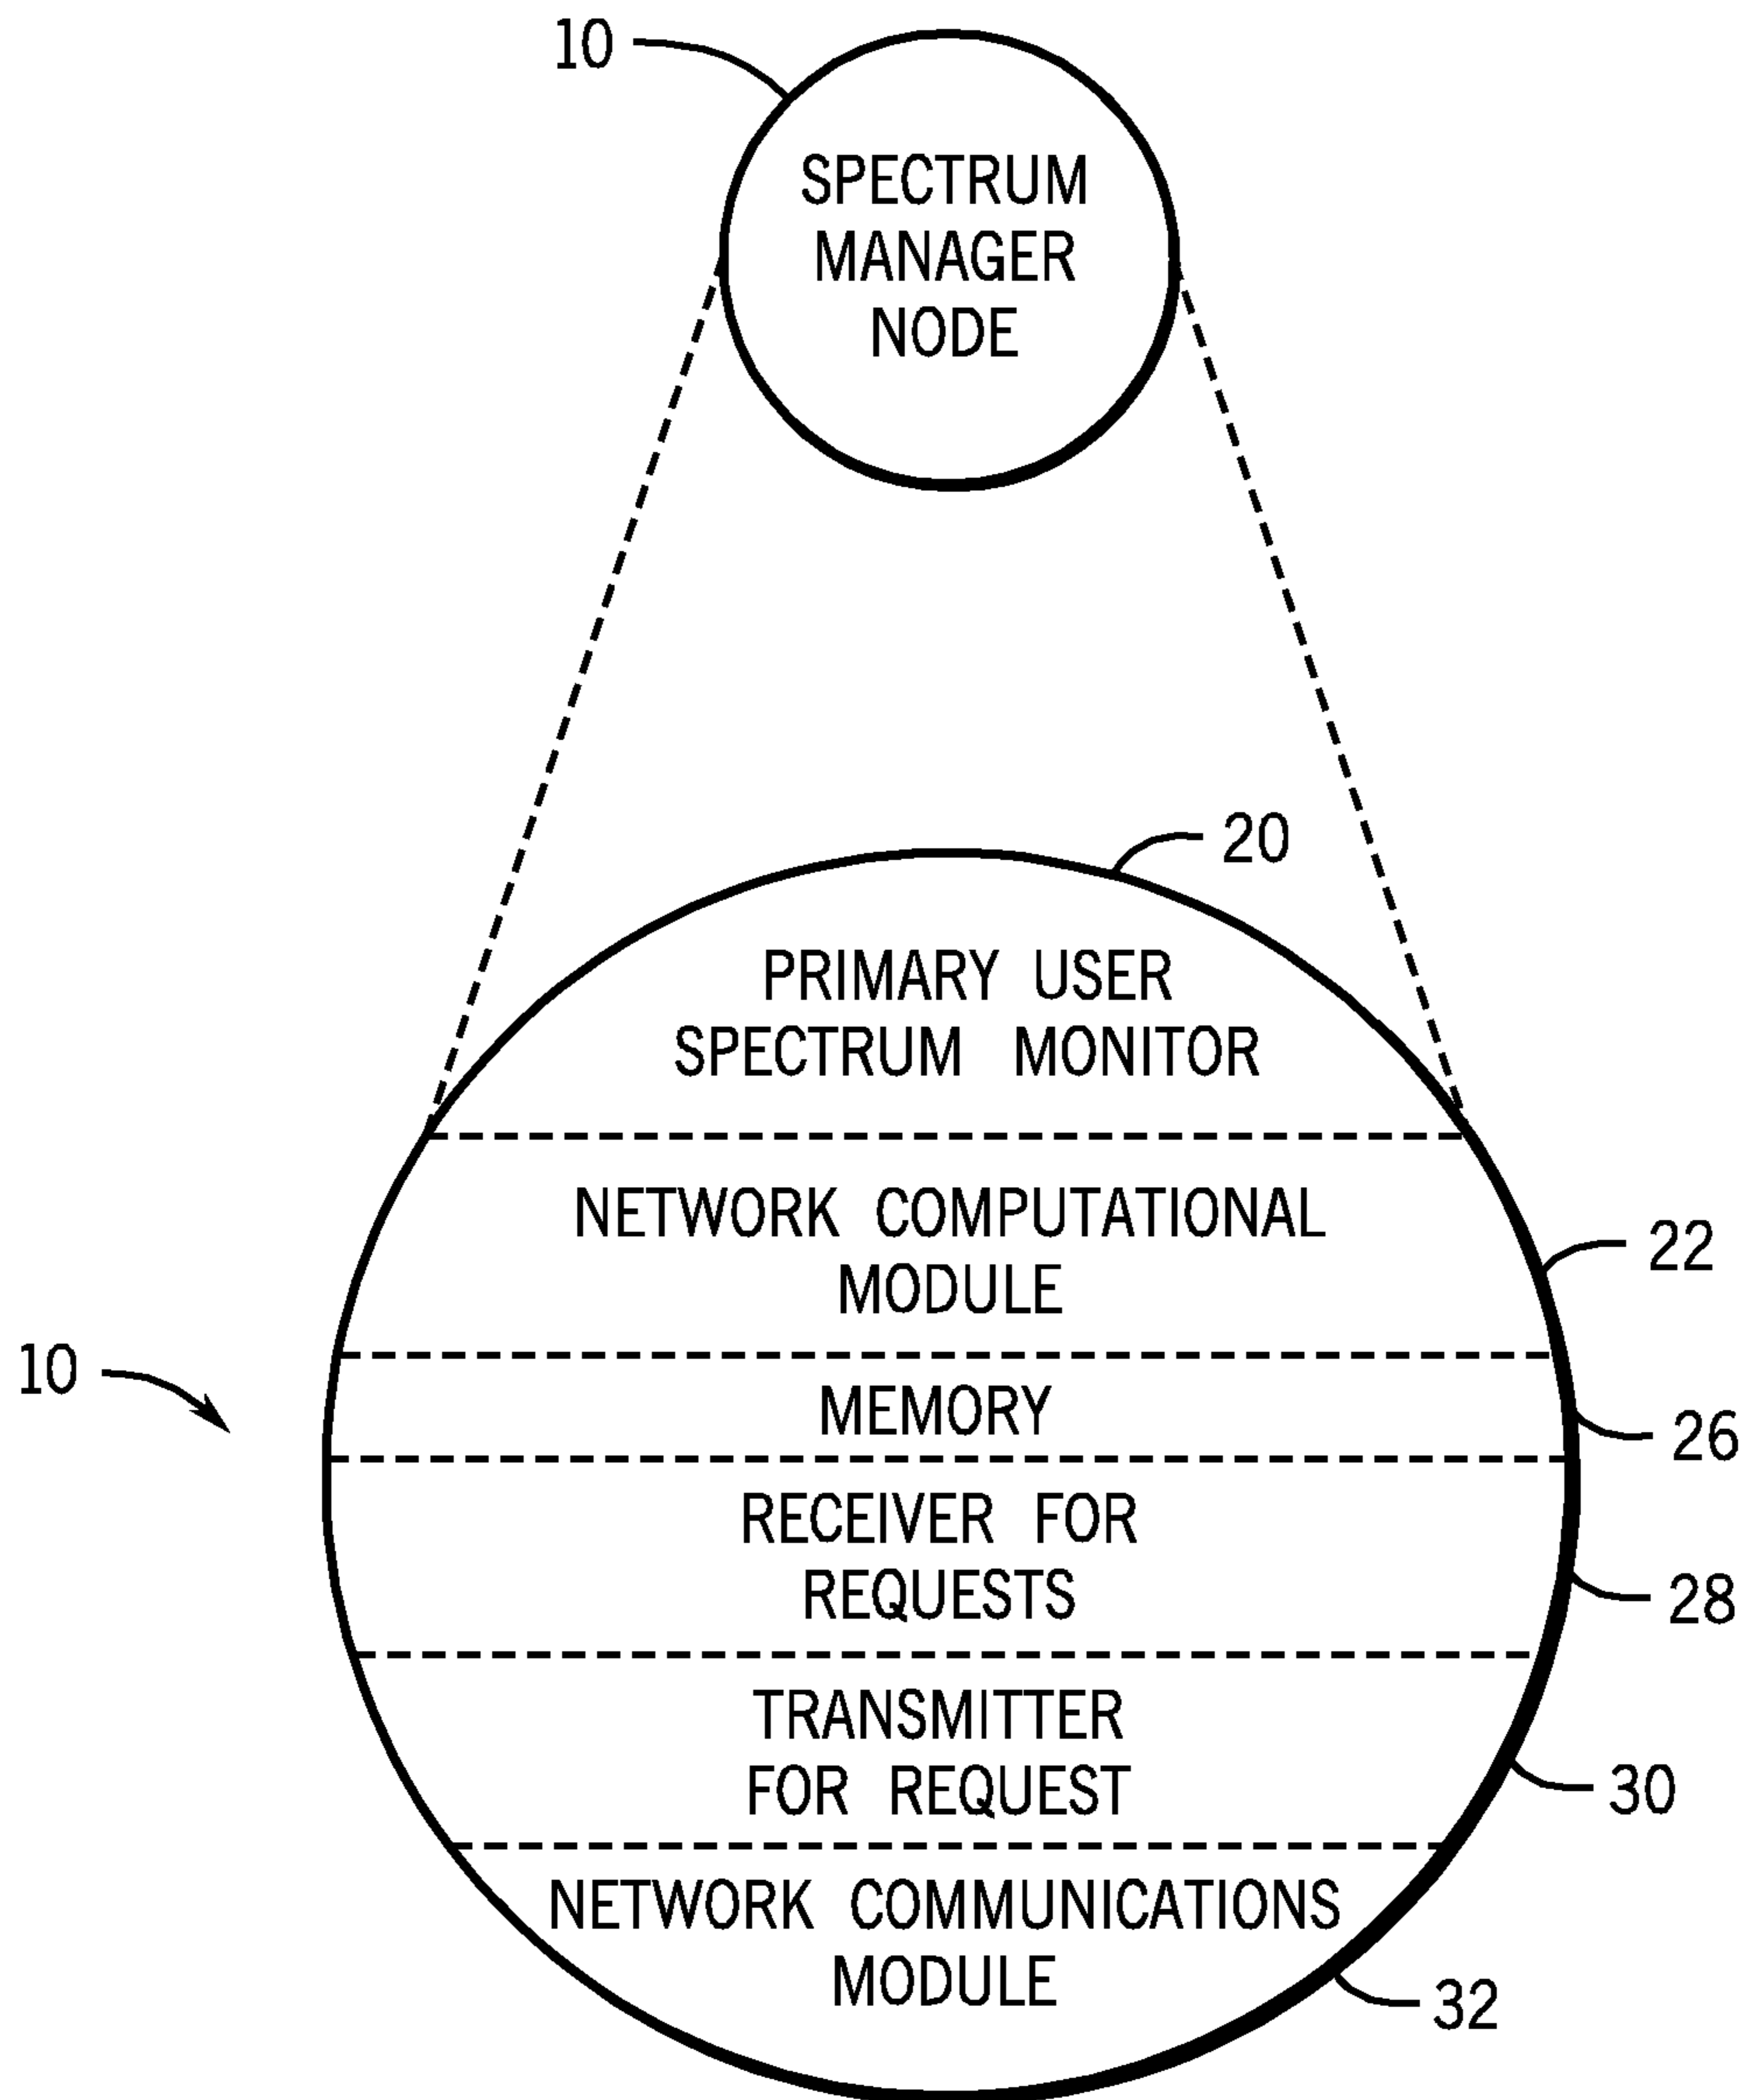 10
SPECTRUM
MANAGER
NODE
20
PRIMARY USER
SPECTRUM MONITOR
NETWORK COMPUTATIONAL
MODULE
22
10
MEMORY
26
RECEIVER FOR
REQUESTS
28
TRANSMITTER
FOR REQUEST
30
NETWORK COMMUNICATIONS
MODULE
32